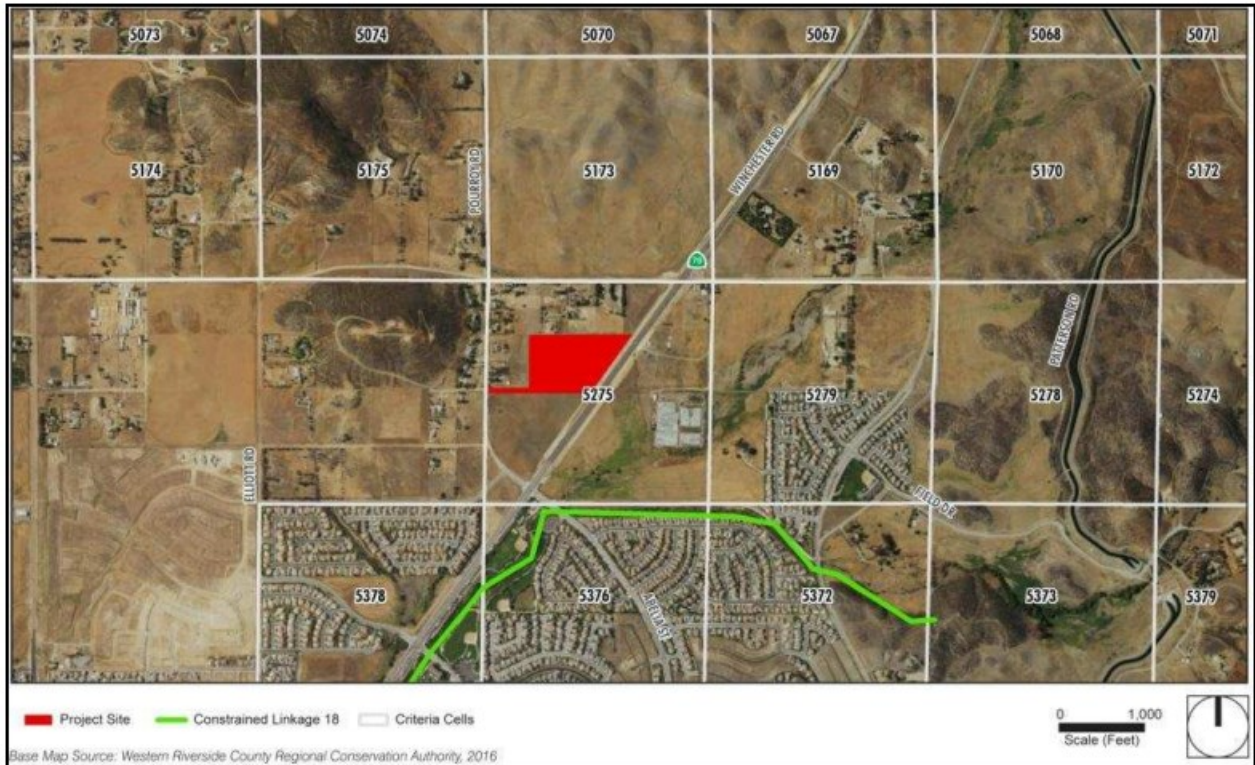 5073 5074 5070 5067 5068 5071
5174 5175 POURROY RD 5173 WINCHESTER RD 5169 5170 5172
79
ELLIOTT RD 5275 5279 5278 PATTERSON RD 5274
FIELD DR
5378 5376 ABELIA ST 5372 5373 5379
Project Site Constrained Linkage 18 Criteria Cells
0 1,000
Scale (Feet)
Base Map Source: Western Riverside County Regional Conservation Authority, 2016